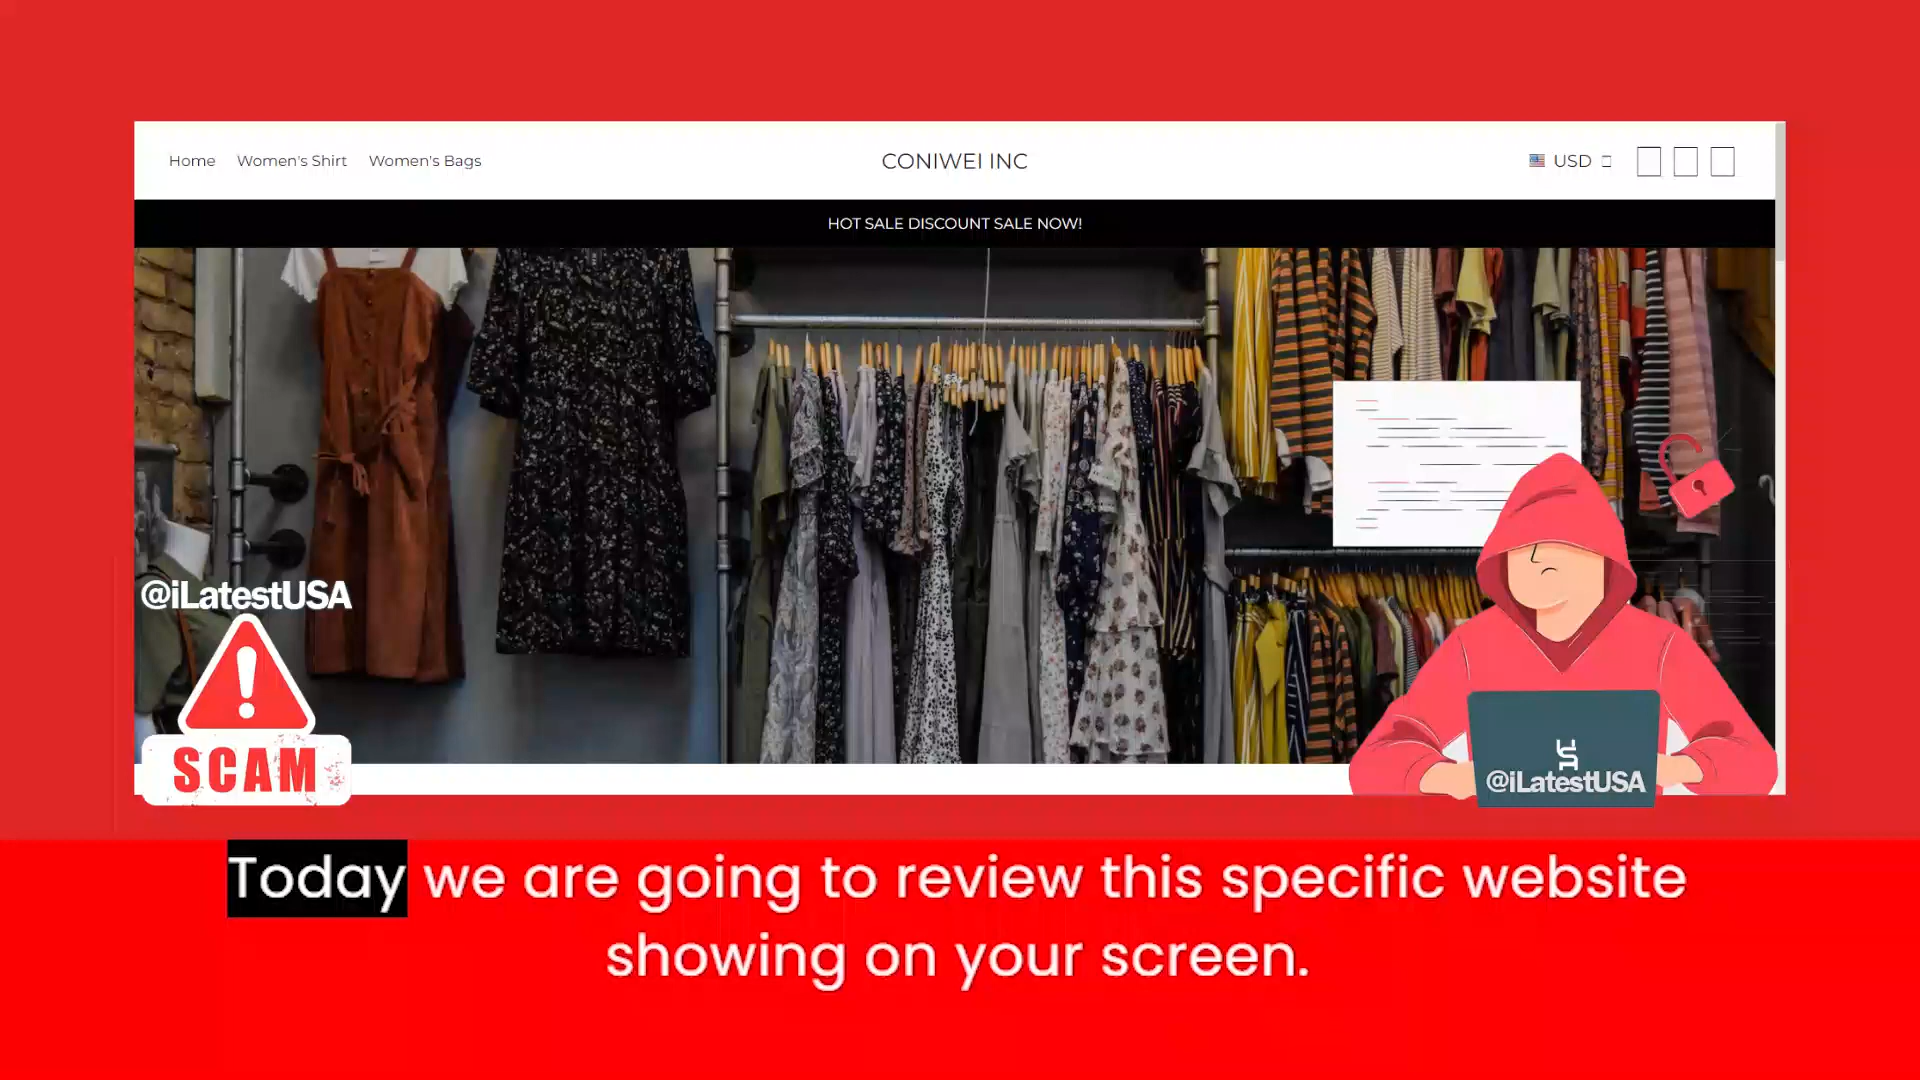 Home Women's Shirt Women's Bags
CONIWEI INC
USD
HOT SALE DISCOUNT SALE NOW!
@iLatestUSA
SCAM
@iLatestUSA
Today we are going to review this specific website
showing on your screen.